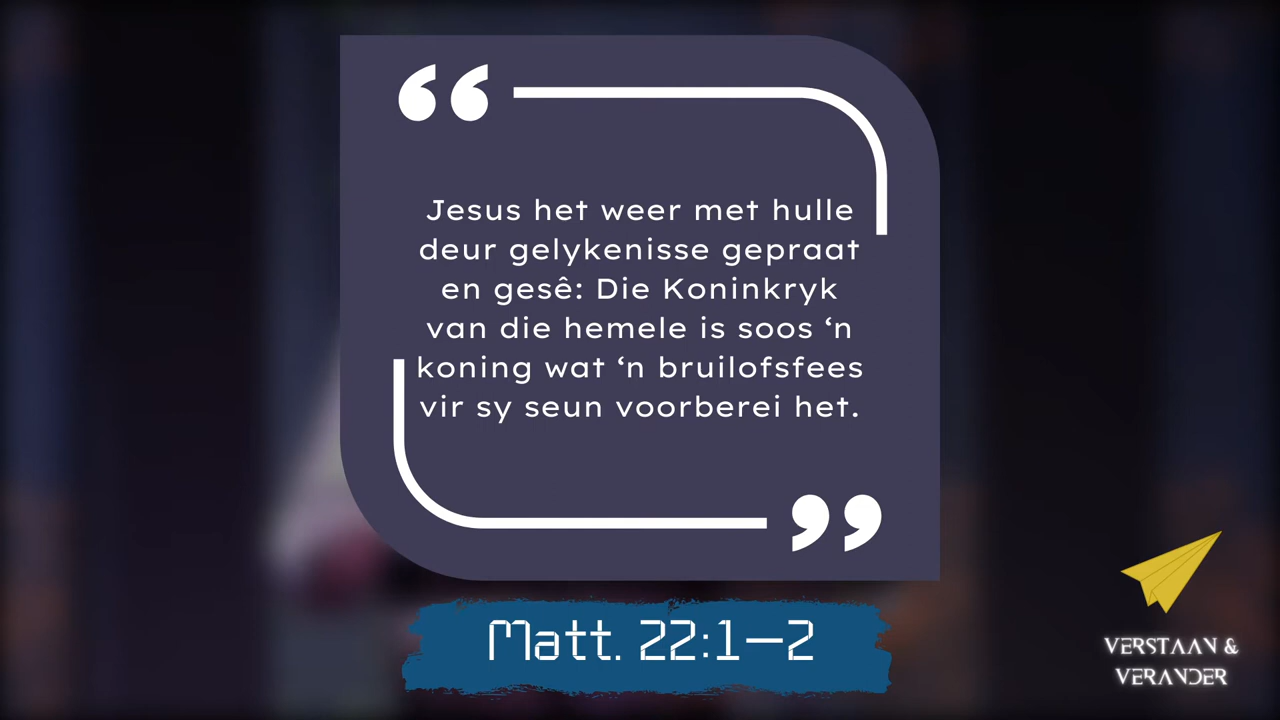 “
Jesus het weer met hulle
deur gelykenisse gepraat
en gesê: Die Koninkryk
van die hemele is soos ‘n
koning wat ‘n bruilofsfees
vir sy seun voorberei het.
”
Matt. 22:1–2
VERSTAAN &
VERANDER